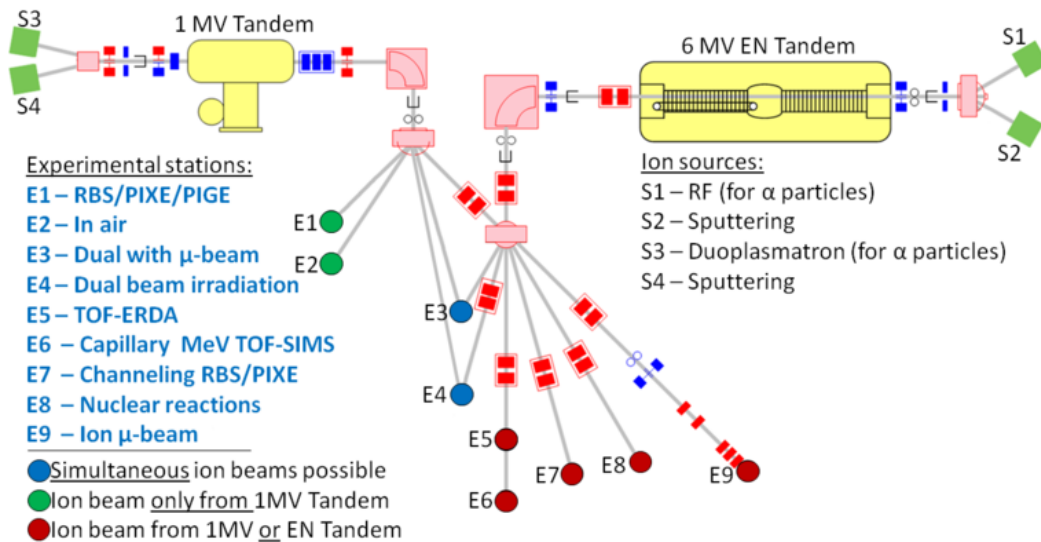 S3
1 MV Tandem
6 MV EN Tandem
S1
S4
S2
Experimental stations:
E1 – RBS/PIXE/PIGE
E2 – In air
E3 – Dual with μ-beam
E4 – Dual beam irradiation
E5 – TOF-ERDA
E6 – Capillary MeV TOF-SIMS
E7 – Channeling RBS/PIXE
E8 – Nuclear reactions
E9 – Ion μ-beam
Simultaneous ion beams possible
Ion beam only from 1MV Tandem
Ion beam from 1MV or EN Tandem
Ion sources:
S1 – RF (for α particles)
S2 – Sputtering
S3 – Duoplasmatron (for α particles)
S4 – Sputtering
E1
E2
E3
E4
E5
E6
E7
E8
E9